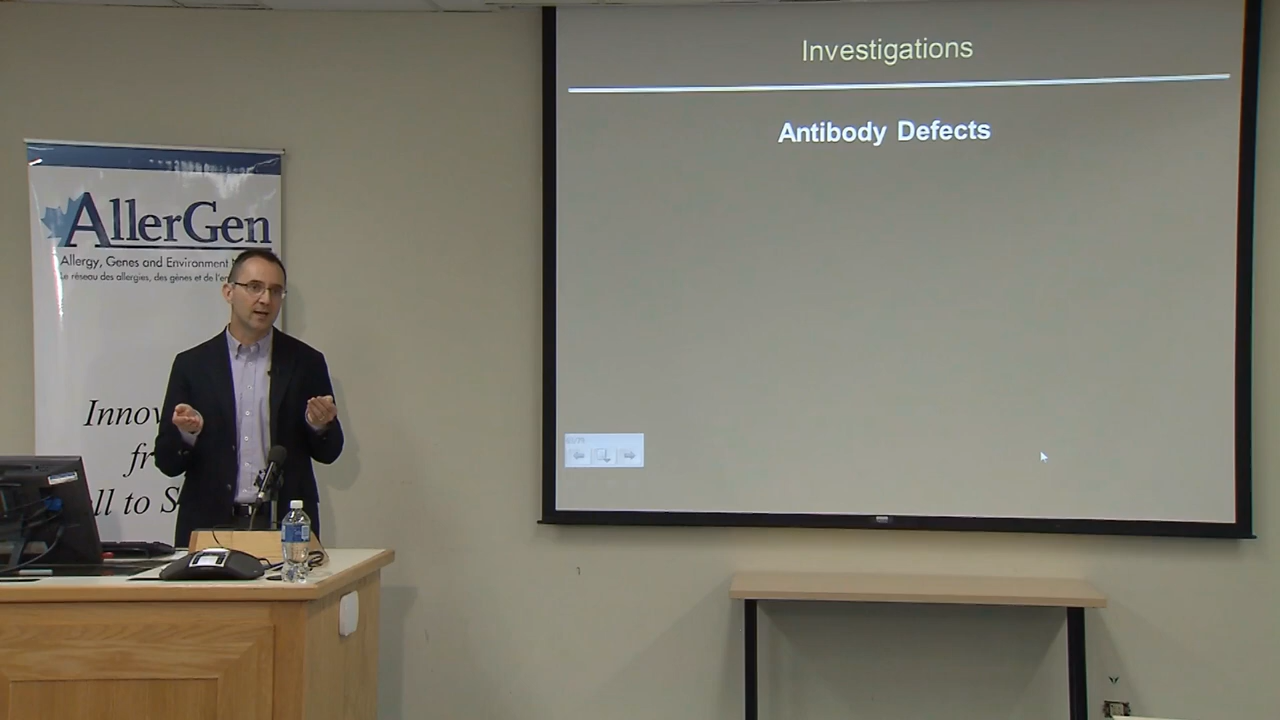 Investigations
Antibody Defects
AllerGen
Allergy, Genes and Environment
Le réseau des allergies, des gènes et de l'en
Innov
fr
ll to S